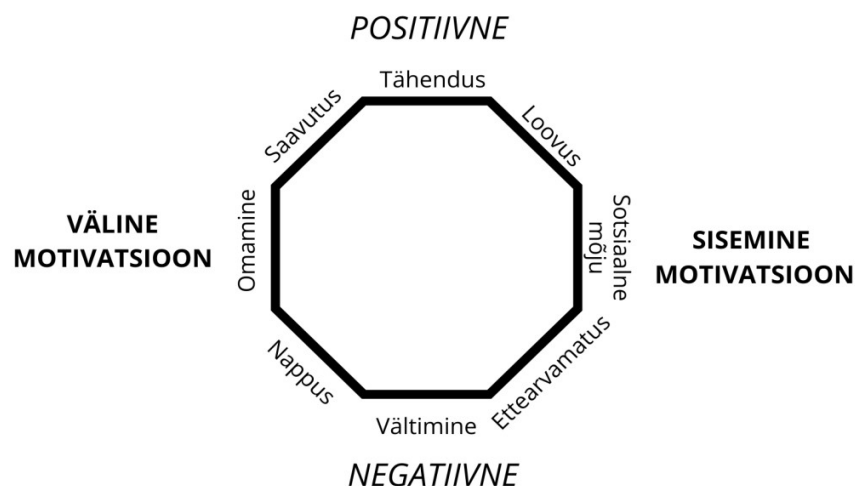 POSITIIVNE
Tähendus
Saavutus
Loovus
Omamine
Sotsiaalne
mõju
VÄLINE
MOTIVATSIOON
SISEMINE
MOTIVATSIOON
Nappus
Ettearvamatus
Vältimine
NEGATIIVNE